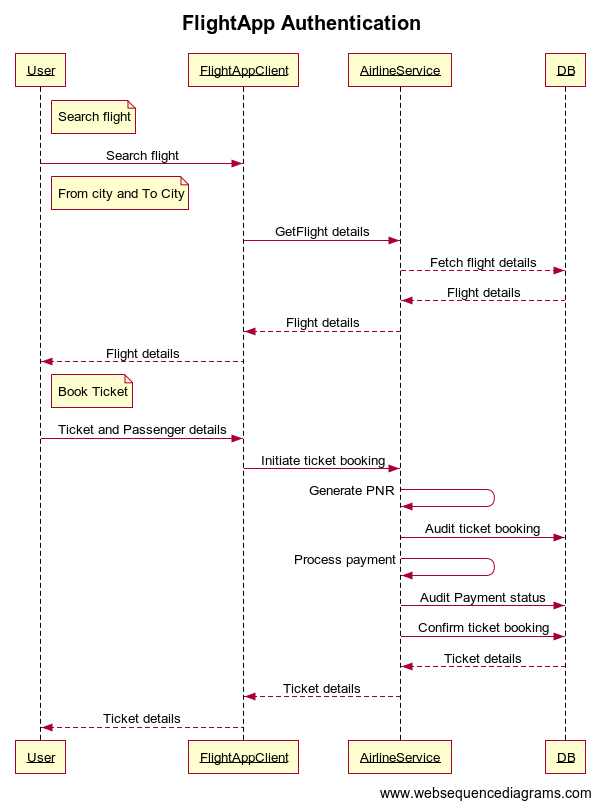 FlightApp Authentication
User FlightAppClient AirlineService DB
Search flight
Search flight
From city and To City
GetFlight details
Fetch flight details
Flight details
Flight details
Flight details
Book Ticket
Ticket and Passenger details
Initiate ticket booking
Generate PNR
Audit ticket booking
Process payment
Audit Payment status
Confirm ticket booking
Ticket details
Ticket details
Ticket details
User FlightAppClient AirlineService DB
www.websequencediagrams.com